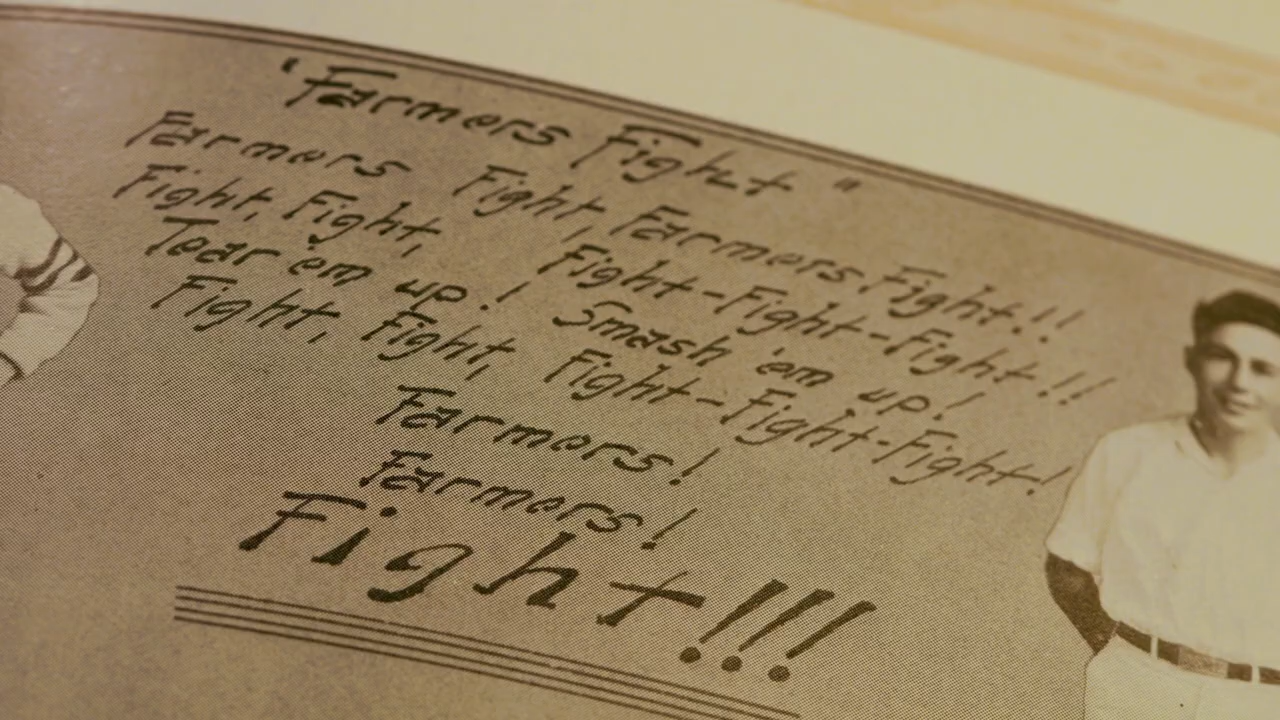 "Farmers Fight"
Farmers Fight, Farmers Fight!!
Fight, Fight, Fight-Fight-Fight!!
Tear 'em up! Smash 'em up!
Fight, Fight, Fight-Fight-Fight!
Farmers!
Farmers!
Fight!!!